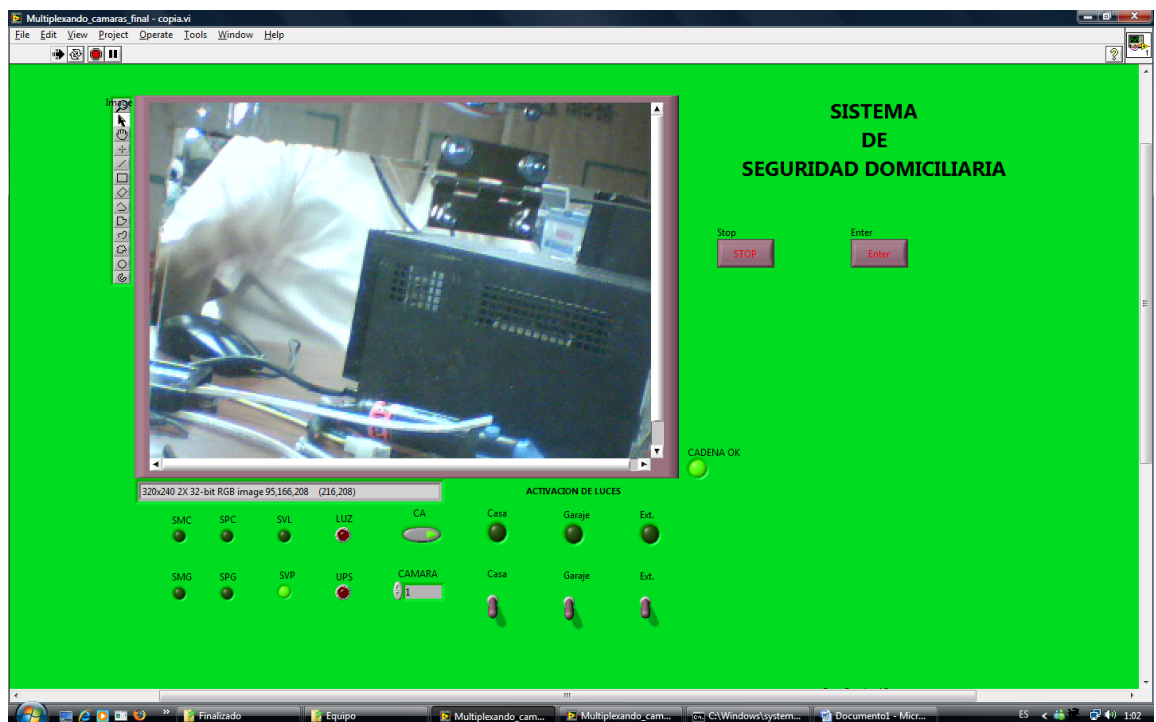 Multiplexando_camaras_final - copia.vi
File Edit View Project Operate Tools Window Help
Image
SISTEMA
DE
SEGURIDAD DOMICILIARIA
Stop Enter
STOP Enter
CADENA OK
320x240 2X 32-bit RGB image 95,166,208 (216,208)
ACTIVACION DE LUCES
SMC SPC SVL LUZ CA Casa Garaje Ext.
SMG SPG SVP UPS CAMARA Casa Garaje Ext.
1
Finalizado Equipo Multiplexando_cam... Multiplexando_cam... C:\Windows\system... Documento1 - Micr... ES 1:02